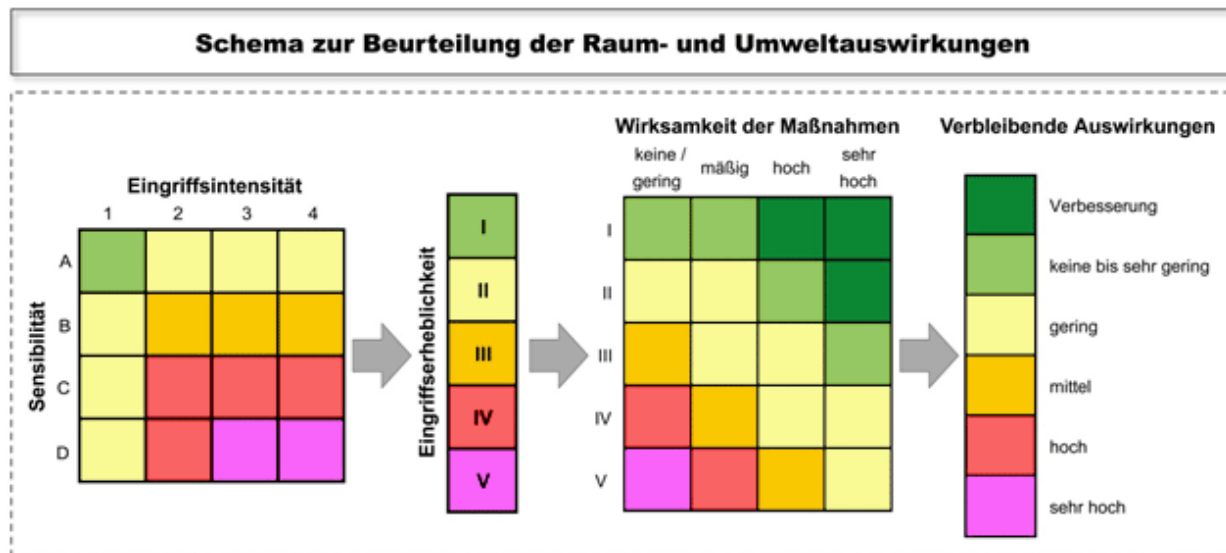 Schema zur Beurteilung der Raum- und Umweltauswirkungen
Eingriffsintensität
1 2 3 4
Sensibilität
A
B
C
D
Eingriffserheblichkeit
I
II
III
IV
V
Wirksamkeit der Maßnahmen
keine / gering
mäßig
hoch
sehr hoch
I
II
III
IV
V
Verbleibende Auswirkungen
Verbesserung
keine bis sehr gering
gering
mittel
hoch
sehr hoch